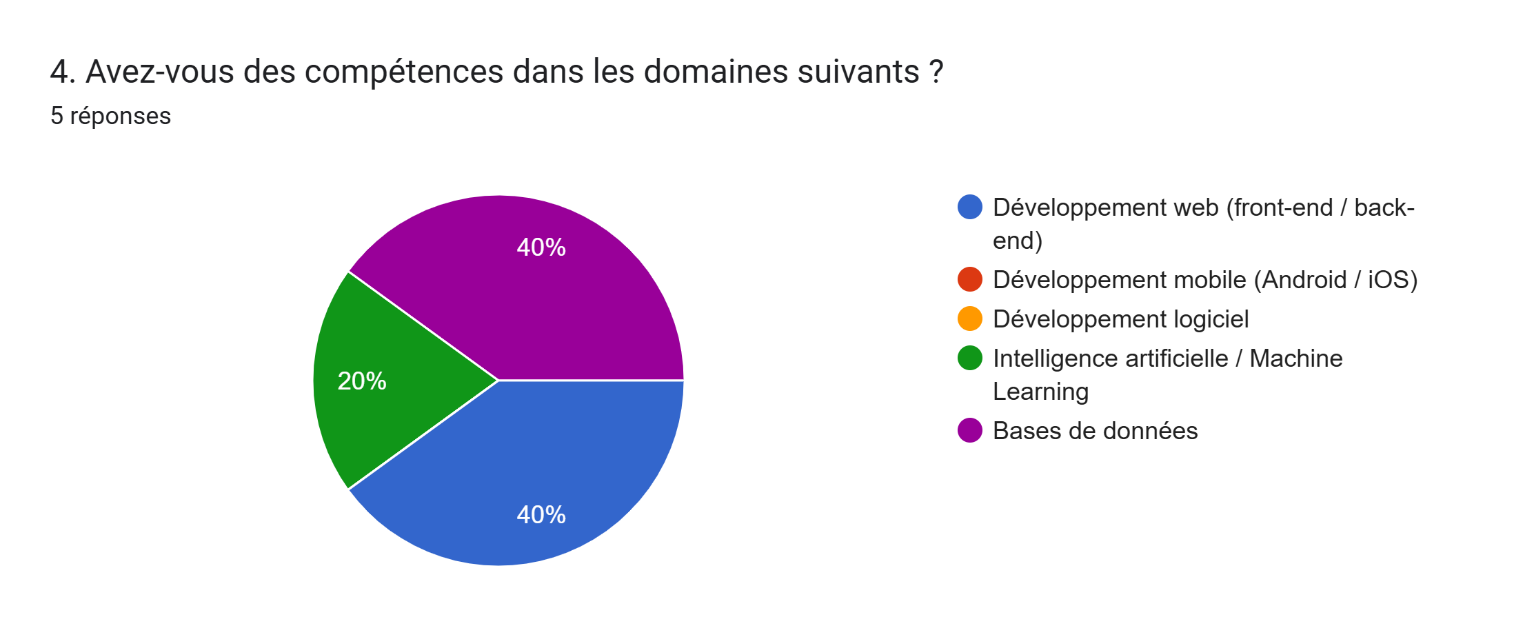 4. Avez-vous des compétences dans les domaines suivants ?
5 réponses
40%
20%
40%
Développement web (front-end / back-
end)
Développement mobile (Android / iOS)
Développement logiciel
Intelligence artificielle / Machine
Learning
Bases de données